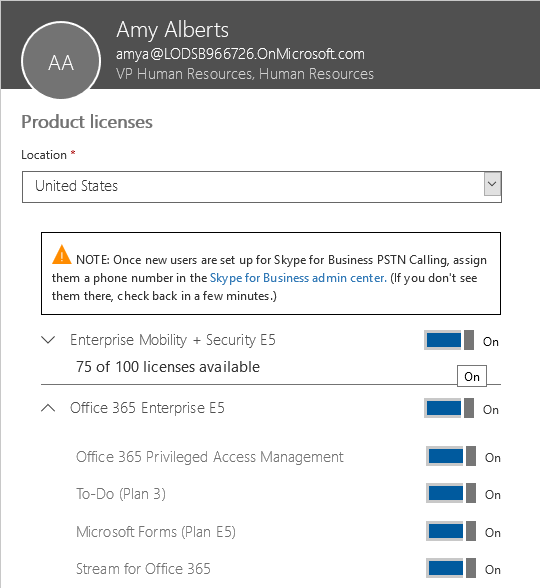 Amy Alberts
amya@LODSB966726.OnMicrosoft.com
AA
VP Human Resources, Human Resources
Product licenses
Location *
United States
NOTE: Once new users are set up for Skype for Business PSTN Calling, assign
them a phone number in the Skype for Business admin center. (If you don't see
them there, check back in a few minutes.)
Enterprise Mobility + Security E5 On
75 of 100 licenses available
On
Office 365 Enterprise E5 On
Office 365 Privileged Access Management On
To-Do (Plan 3) On
Microsoft Forms (Plan E5) On
Stream for Office 365 On